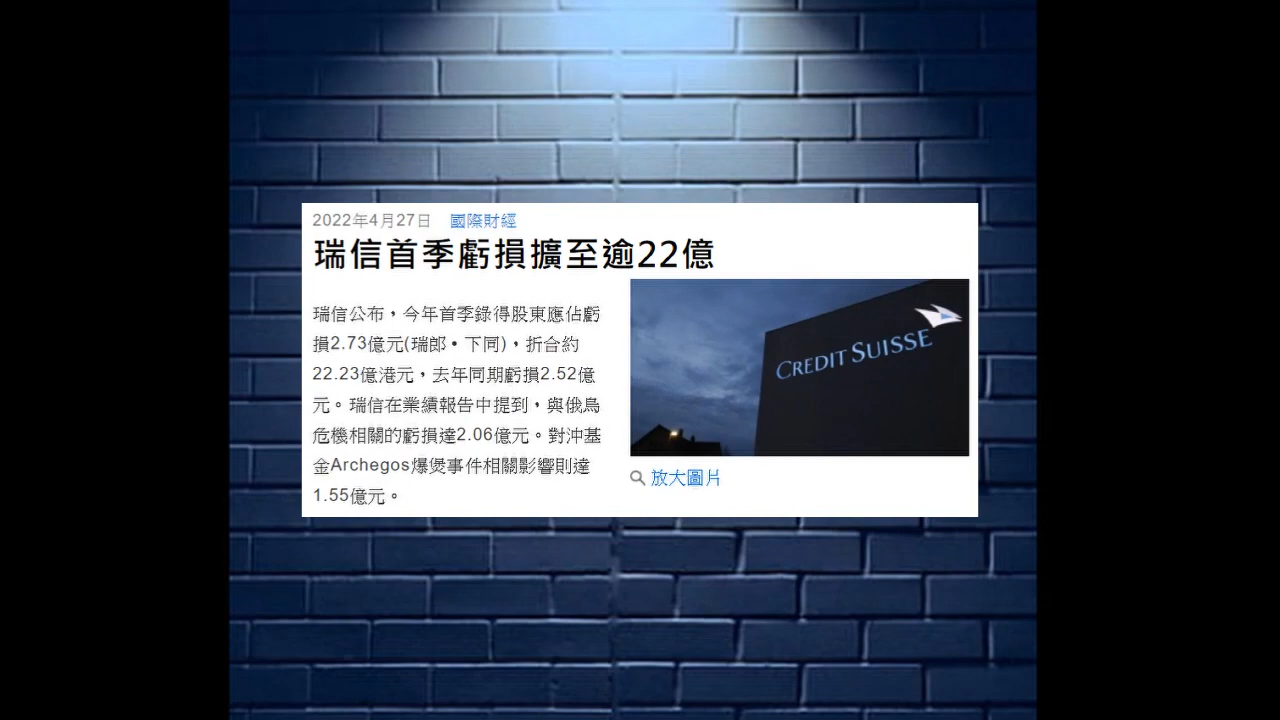 2022年4月27日 國際財經
瑞信首季虧損擴至逾22億
瑞信公布，今年首季錄得股東應佔虧
損2.73億元(瑞郎•下同)，折合約
22.23億港元，去年同期虧損2.52億
元。瑞信在業績報告中提到，與俄烏
危機相關的虧損達2.06億元。對沖基
金Archegos爆煲事件相關影響則達
1.55億元。
CREDIT SUISSE
放大圖片